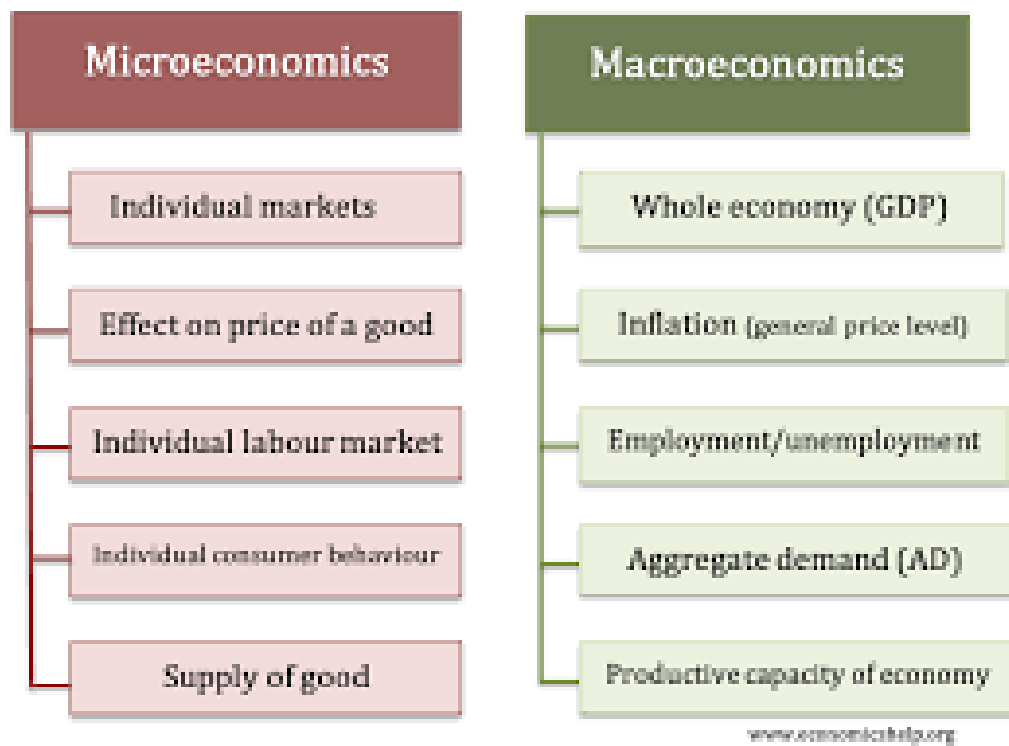 Microeconomics
Individual markets
Effect on price of a good
Individual labour market
Individual consumer behaviour
Supply of good
Macroeconomics
Whole economy (GDP)
Inflation (general price level)
Employment/unemployment
Aggregate demand (AD)
Productive capacity of economy
www.economicshelp.org